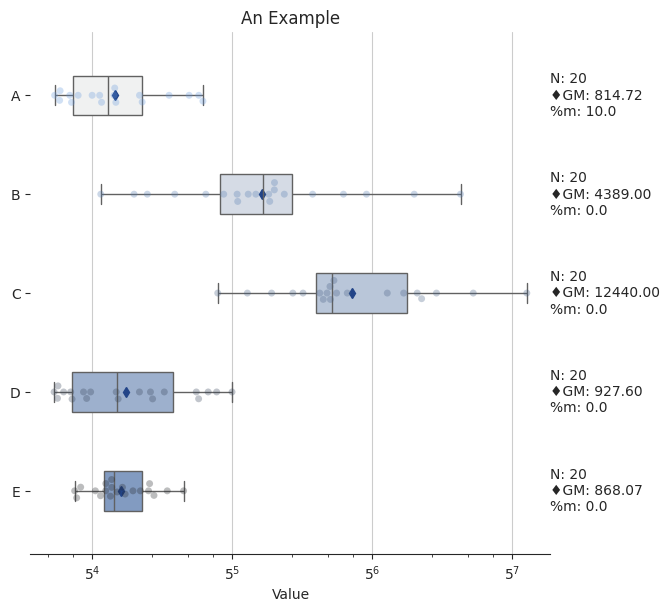 An Example
A
N: 20
♦GM: 814.72
%m: 10.0
B
N: 20
♦GM: 4389.00
%m: 0.0
C
N: 20
♦GM: 12440.00
%m: 0.0
D
N: 20
♦GM: 927.60
%m: 0.0
E
N: 20
♦GM: 868.07
%m: 0.0
5⁴ 5⁵ 5⁶ 5⁷
Value